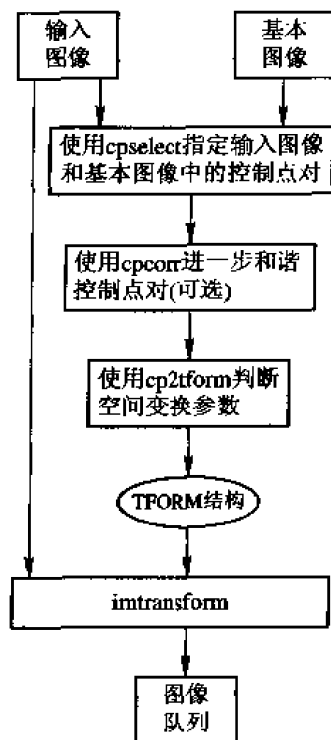 输入
图像
基本
图像
使用cpselect指定输入图像
和基本图像中的控制点对
使用cpcorr进一步和谐
控制点对(可选)
使用cp2tform判断
空间变换参数
TFORM结构
imtransform
图像
队列